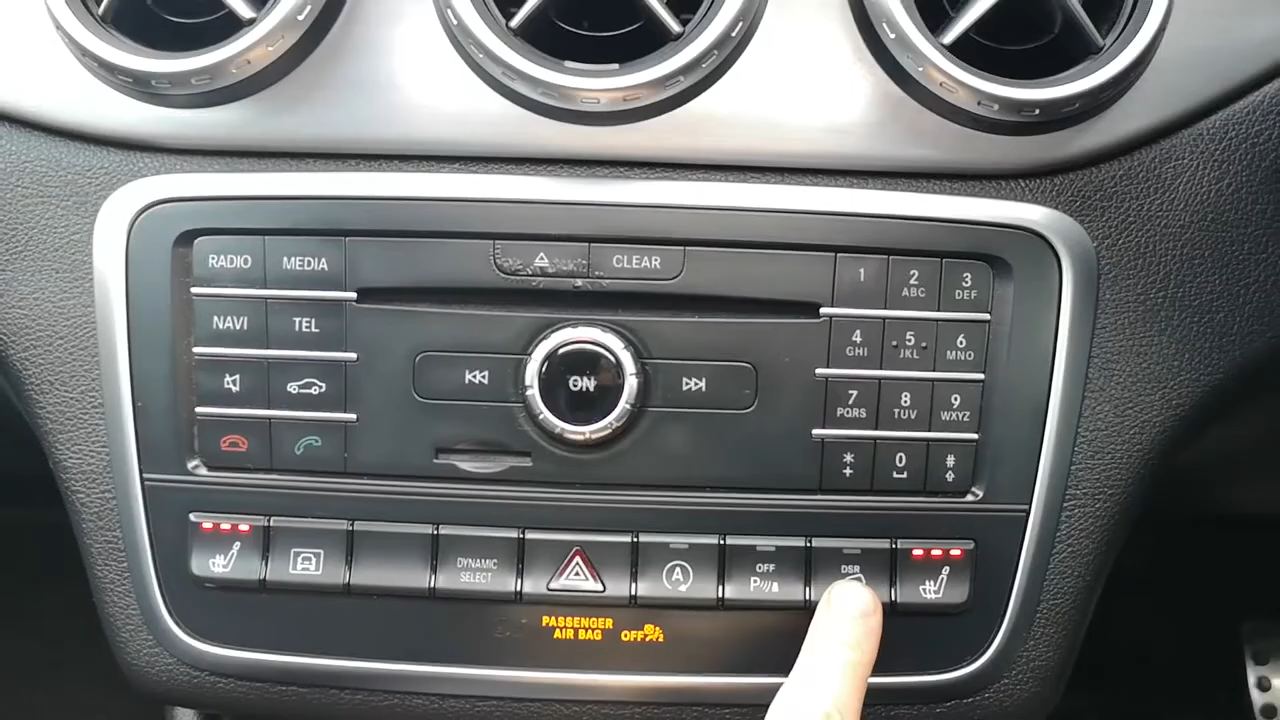 RADIO
MEDIA
CLEAR
NAVI
TEL
ON
1
2
ABC
3
DEF
4
GHI
5
JKL
6
MNO
7
PQRS
8
TUV
9
WXYZ
*
+
0
#
DYNAMIC
SELECT
A
OFF
P
DSR
PASSENGER
AIR BAG
OFF